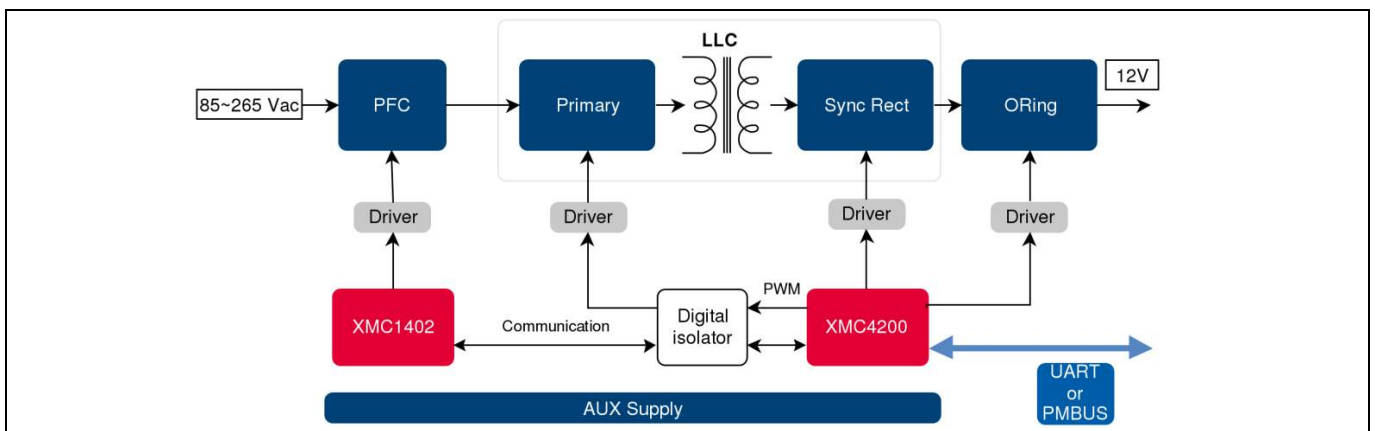 LLC
12V
85~265 Vac
PFC
Primary
Sync Rect
ORing
Driver
Driver
Driver
Driver
PWM
XMC1402
Communication
Digital
isolator
XMC4200
UART
or
PMBUS
AUX Supply